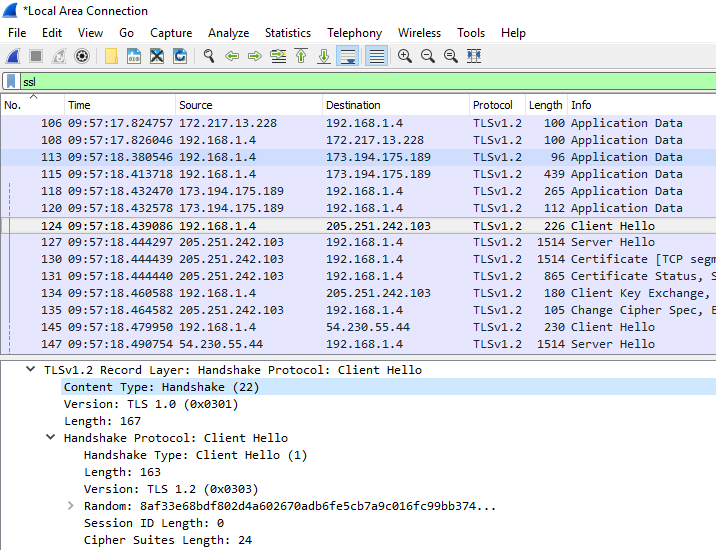 *Local Area Connection
File Edit View Go Capture Analyze Statistics Telephony Wireless Tools Help
ssl
No. Time Source Destination Protocol Length Info
106 09:57:17.824757 172.217.13.228 192.168.1.4 TLSv1.2 100 Application Data
108 09:57:17.826046 192.168.1.4 172.217.13.228 TLSv1.2 100 Application Data
113 09:57:18.380546 192.168.1.4 173.194.175.189 TLSv1.2 96 Application Data
115 09:57:18.413718 192.168.1.4 173.194.175.189 TLSv1.2 439 Application Data
118 09:57:18.432470 173.194.175.189 192.168.1.4 TLSv1.2 265 Application Data
120 09:57:18.432578 173.194.175.189 192.168.1.4 TLSv1.2 112 Application Data
124 09:57:18.439086 192.168.1.4 205.251.242.103 TLSv1.2 226 Client Hello
127 09:57:18.444297 205.251.242.103 192.168.1.4 TLSv1.2 1514 Server Hello
130 09:57:18.444439 205.251.242.103 192.168.1.4 TLSv1.2 1514 Certificate [TCP segm
131 09:57:18.444440 205.251.242.103 192.168.1.4 TLSv1.2 865 Certificate Status, S
134 09:57:18.460588 192.168.1.4 205.251.242.103 TLSv1.2 180 Client Key Exchange,
135 09:57:18.464582 205.251.242.103 192.168.1.4 TLSv1.2 105 Change Cipher Spec, E
145 09:57:18.479950 192.168.1.4 54.230.55.44 TLSv1.2 230 Client Hello
147 09:57:18.490754 54.230.55.44 192.168.1.4 TLSv1.2 1514 Server Hello
TLSv1.2 Record Layer: Handshake Protocol: Client Hello
Content Type: Handshake (22)
Version: TLS 1.0 (0x0301)
Length: 167
Handshake Protocol: Client Hello
Handshake Type: Client Hello (1)
Length: 163
Version: TLS 1.2 (0x0303)
Random: 8af33e68bdf802d4a602670adb6fe5cb7a9c016fc99bb374...
Session ID Length: 0
Cipher Suites Length: 24